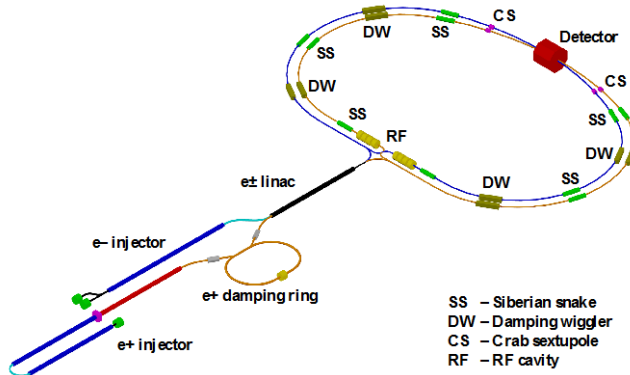 CS
DW
SS
Detector
SS
CS
DW
RF
SS
DW
e± linac
DW
SS
e– injector
e+ damping ring
e+ injector
SS – Siberian snake
DW – Damping wiggler
CS – Crab sextupole
RF – RF cavity